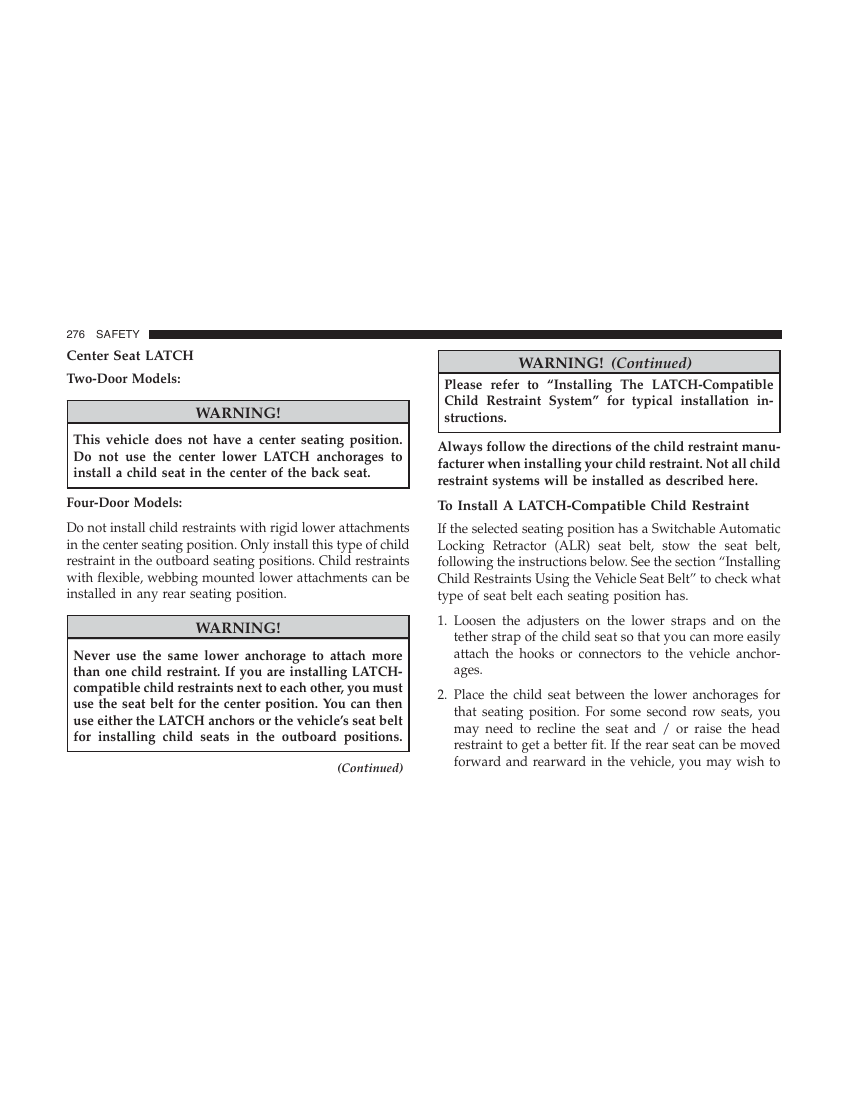 276 SAFETY
Center Seat LATCH
Two-Door Models:
WARNING!
This vehicle does not have a center seating position.
Do not use the center lower LATCH anchorages to
install a child seat in the center of the back seat.
Four-Door Models:
Do not install child restraints with rigid lower attachments
in the center seating position. Only install this type of child
restraint in the outboard seating positions. Child restraints
with flexible, webbing mounted lower attachments can be
installed in any rear seating position.
WARNING!
Never use the same lower anchorage to attach more
than one child restraint. If you are installing LATCH-
compatible child restraints next to each other, you must
use the seat belt for the center position. You can then
use either the LATCH anchors or the vehicle's seat belt
for installing child seats in the outboard positions.
(Continued)
WARNING! (Continued)
Please refer to “Installing The LATCH-Compatible
Child Restraint System” for typical installation in-
structions.
Always follow the directions of the child restraint manu-
facturer when installing your child restraint. Not all child
restraint systems will be installed as described here.
To Install A LATCH-Compatible Child Restraint
If the selected seating position has a Switchable Automatic
Locking Retractor (ALR) seat belt, stow the seat belt,
following the instructions below. See the section “Installing
Child Restraints Using the Vehicle Seat Belt” to check what
type of seat belt each seating position has.
1. Loosen the adjusters on the lower straps and on the
tether strap of the child seat so that you can more easily
attach the hooks or connectors to the vehicle anchor-
ages.
2. Place the child seat between the lower anchorages for
that seating position. For some second row seats, you
may need to recline the seat and / or raise the head
restraint to get a better fit. If the rear seat can be moved
forward and rearward in the vehicle, you may wish to